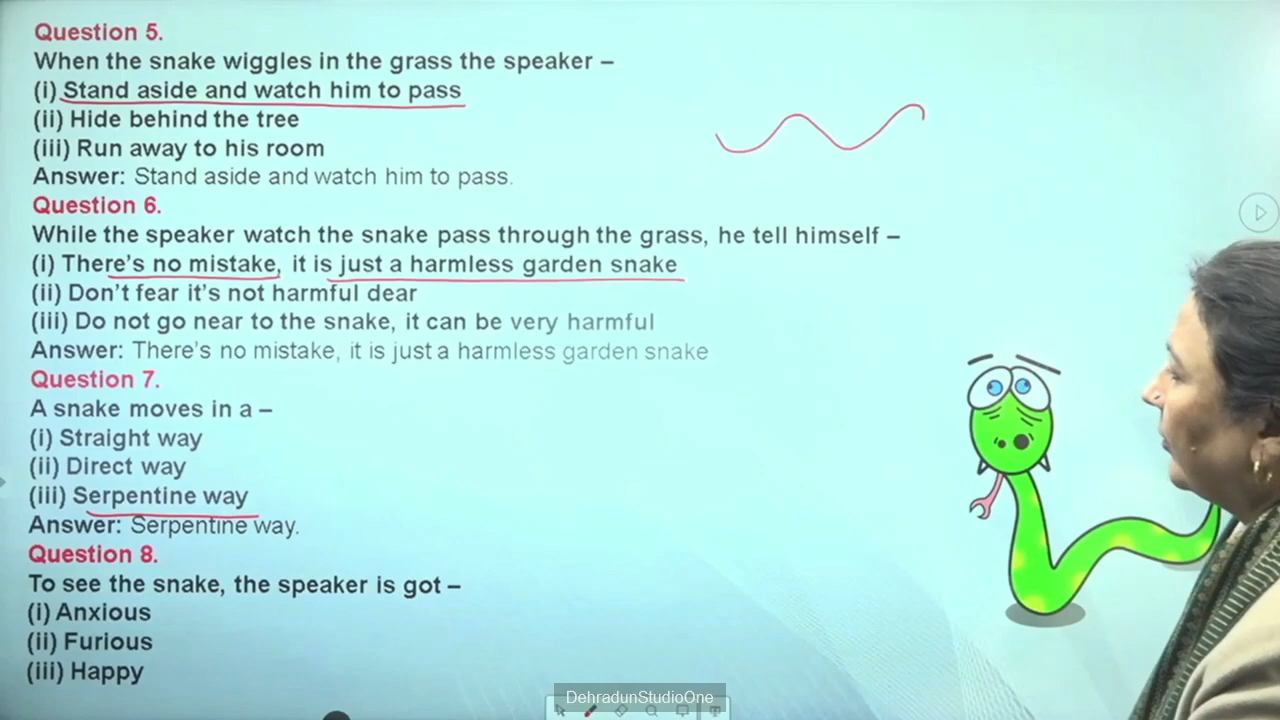 Question 5.
When the snake wiggles in the grass the speaker –
(i) Stand aside and watch him to pass
(ii) Hide behind the tree
(iii) Run away to his room
Answer: Stand aside and watch him to pass.
Question 6.
While the speaker watch the snake pass through the grass, he tell himself –
(i) There's no mistake, it is just a harmless garden snake
(ii) Don't fear it's not harmful dear
(iii) Do not go near to the snake, it can be very harmful
Answer: There's no mistake, it is just a harmless garden snake
Question 7.
A snake moves in a –
(i) Straight way
(ii) Direct way
(iii) Serpentine way
Answer: Serpentine way.
Question 8.
To see the snake, the speaker is got –
(i) Anxious
(ii) Furious
(iii) Happy
DehradunStudioOne